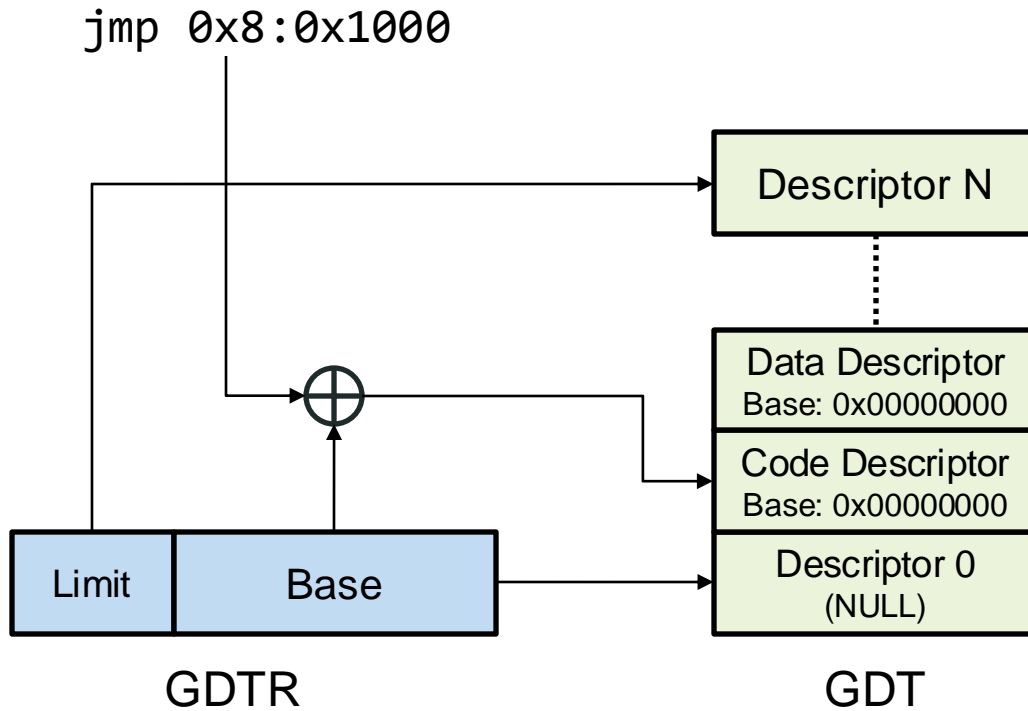 jmp 0x8:0x1000
Descriptor N
Data Descriptor
Base: 0x00000000
Code Descriptor
Base: 0x00000000
Descriptor 0
(NULL)
Limit
Base
GDTR
GDT